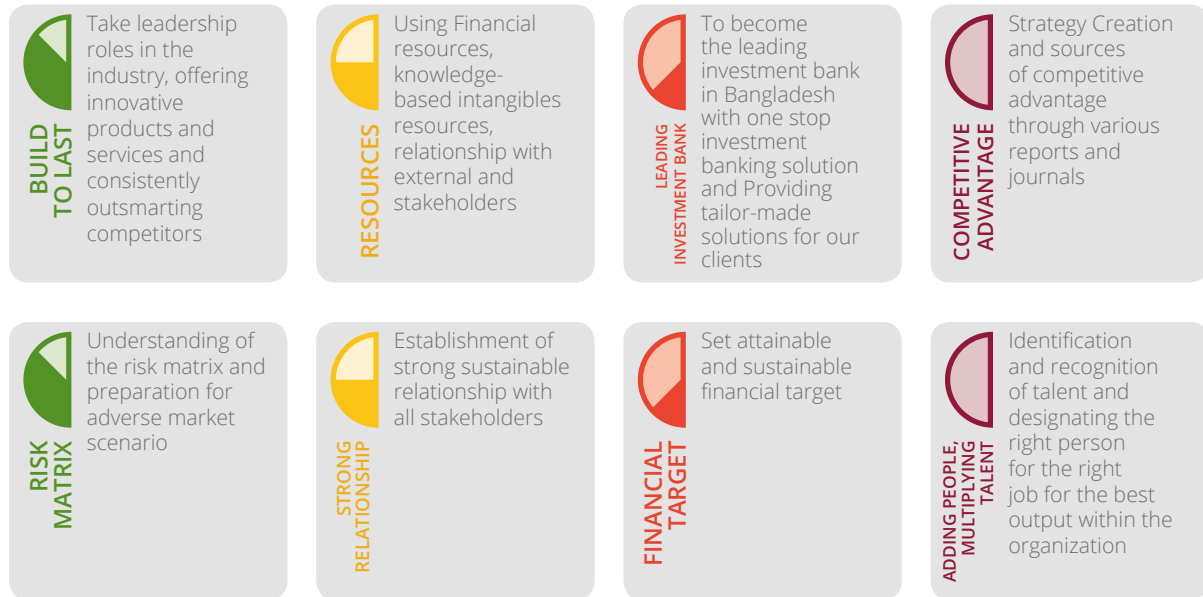 BUILD
TO LAST
Take leadership
roles in the
industry, offering
innovative
products and
services and
consistently
outsmarting
competitors
RESOURCES
Using Financial
resources,
knowledge-
based intangibles
resources,
relationship with
external and
stakeholders
LEADING
INVESTMENT BANK
To become
the leading
investment bank
in Bangladesh
with one stop
investment
banking solution
and Providing
tailor-made
solutions for our
clients
COMPETITIVE
ADVANTAGE
Strategy Creation
and sources
of competitive
advantage
through various
reports and
journals
RISK
MATRIX
Understanding of
the risk matrix and
preparation for
adverse market
scenario
STRONG
RELATIONSHIP
Establishment of
strong sustainable
relationship with
all stakeholders
FINANCIAL
TARGET
Set attainable
and sustainable
financial target
ADDING PEOPLE,
MULTIPLYING
TALENT
Identification
and recognition
of talent and
designating the
right person
for the right
job for the best
output within the
organization